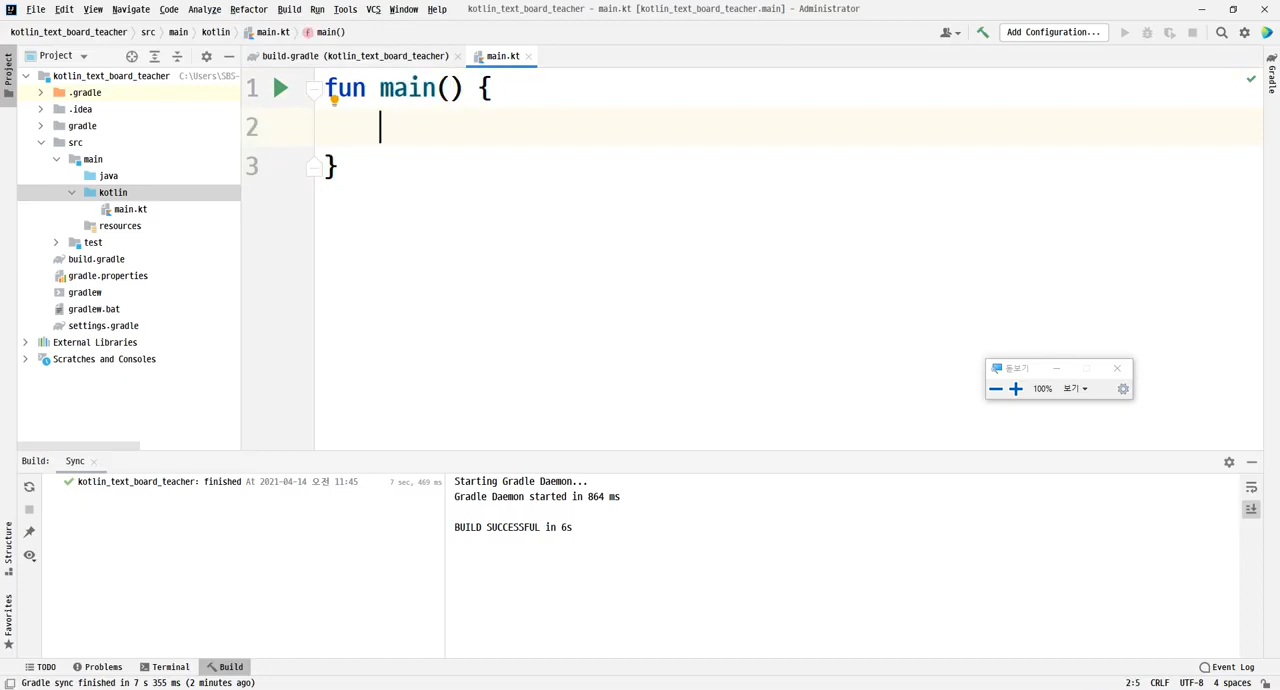 File Edit View Navigate Code Analyze Refactor Build Run Tools VCS Window Help kotlin_text_board_teacher - main.kt [kotlin_text_board_teacher.main] - Administrator
kotlin_text_board_teacher src main kotlin main.kt main() Add Configuration...
Project build.gradle (kotlin_text_board_teacher) main.kt
Project
Gradle
kotlin_text_board_teacher C:\Users\SBS-
.gradle
.idea
gradle
src
main
java
kotlin
main.kt
resources
test
build.gradle
gradle.properties
gradlew
gradlew.bat
settings.gradle
External Libraries
Scratches and Consoles
1 fun main() {
2
3 }
돋보기
100% 보기
Build: Sync
kotlin_text_board_teacher: finished At 2021-04-14 오전 11:45 7 sec, 469 ms
Starting Gradle Daemon...
Gradle Daemon started in 864 ms
BUILD SUCCESSFUL in 6s
Structure
Favorites
TODO Problems Terminal Build Event Log
Gradle sync finished in 7 s 355 ms (2 minutes ago) 2:5 CRLF UTF-8 4 spaces